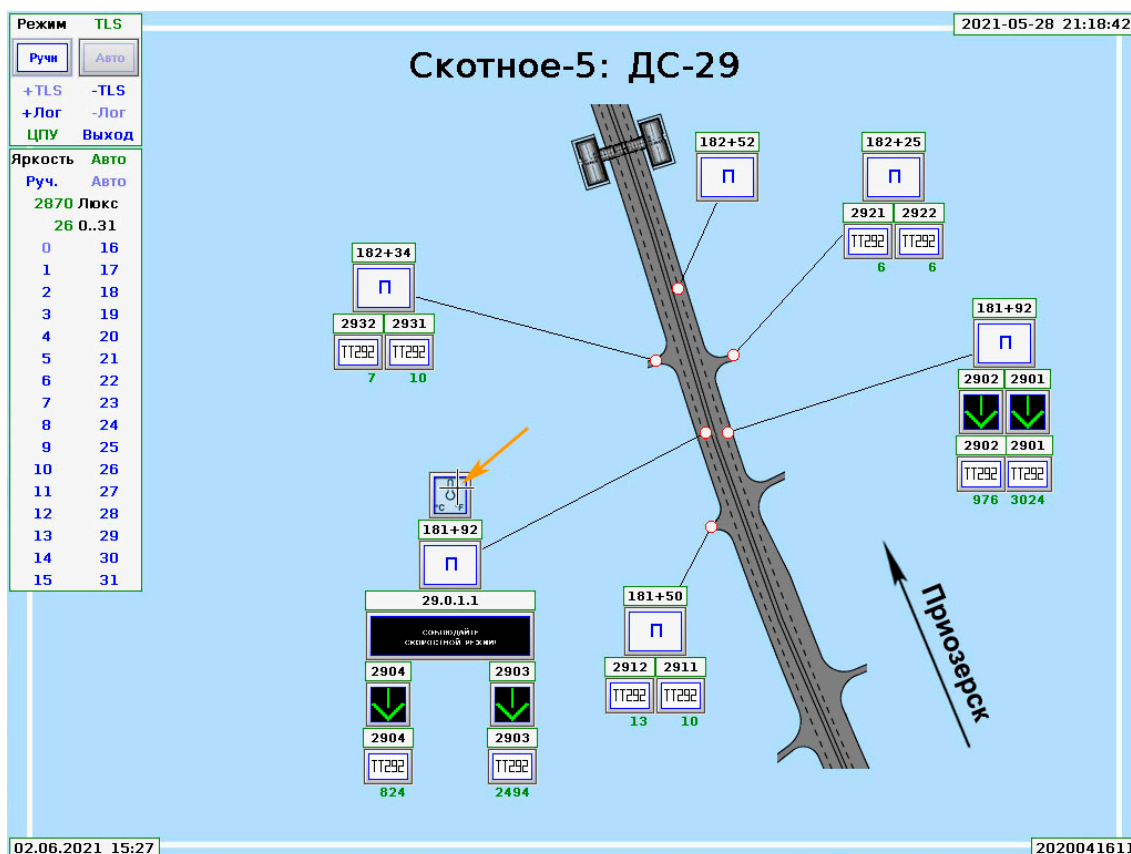 Режим TLS
Ручн Авто
+TLS -TLS
+Лог -Лог
ЦПУ Выход
Яркость Авто
Руч. Авто
2870 Люкс
26 0..31
0 16
1 17
2 18
3 19
4 20
5 21
6 22
7 23
8 24
9 25
10 26
11 27
12 28
13 29
14 30
15 31
2021-05-28 21:18:42
Скотное-5: ДС-29
182+52
П
182+25
П
2921 2922
ТТ292 ТТ292
6 6
182+34
П
2932 2931
ТТ292 ТТ292
7 10
181+92
П
2902 2901
2902 2901
ТТ292 ТТ292
976 3024
°C °F
181+92
П
29.0.1.1
СОБЛЮДАЙТЕ
СКОРОСТНОЙ РЕЖИМ!
2904 2903
2904 2903
ТТ292 ТТ292
824 2494
181+50
П
2912 2911
ТТ292 ТТ292
13 10
Приозерск
02.06.2021 15:27
2020041611